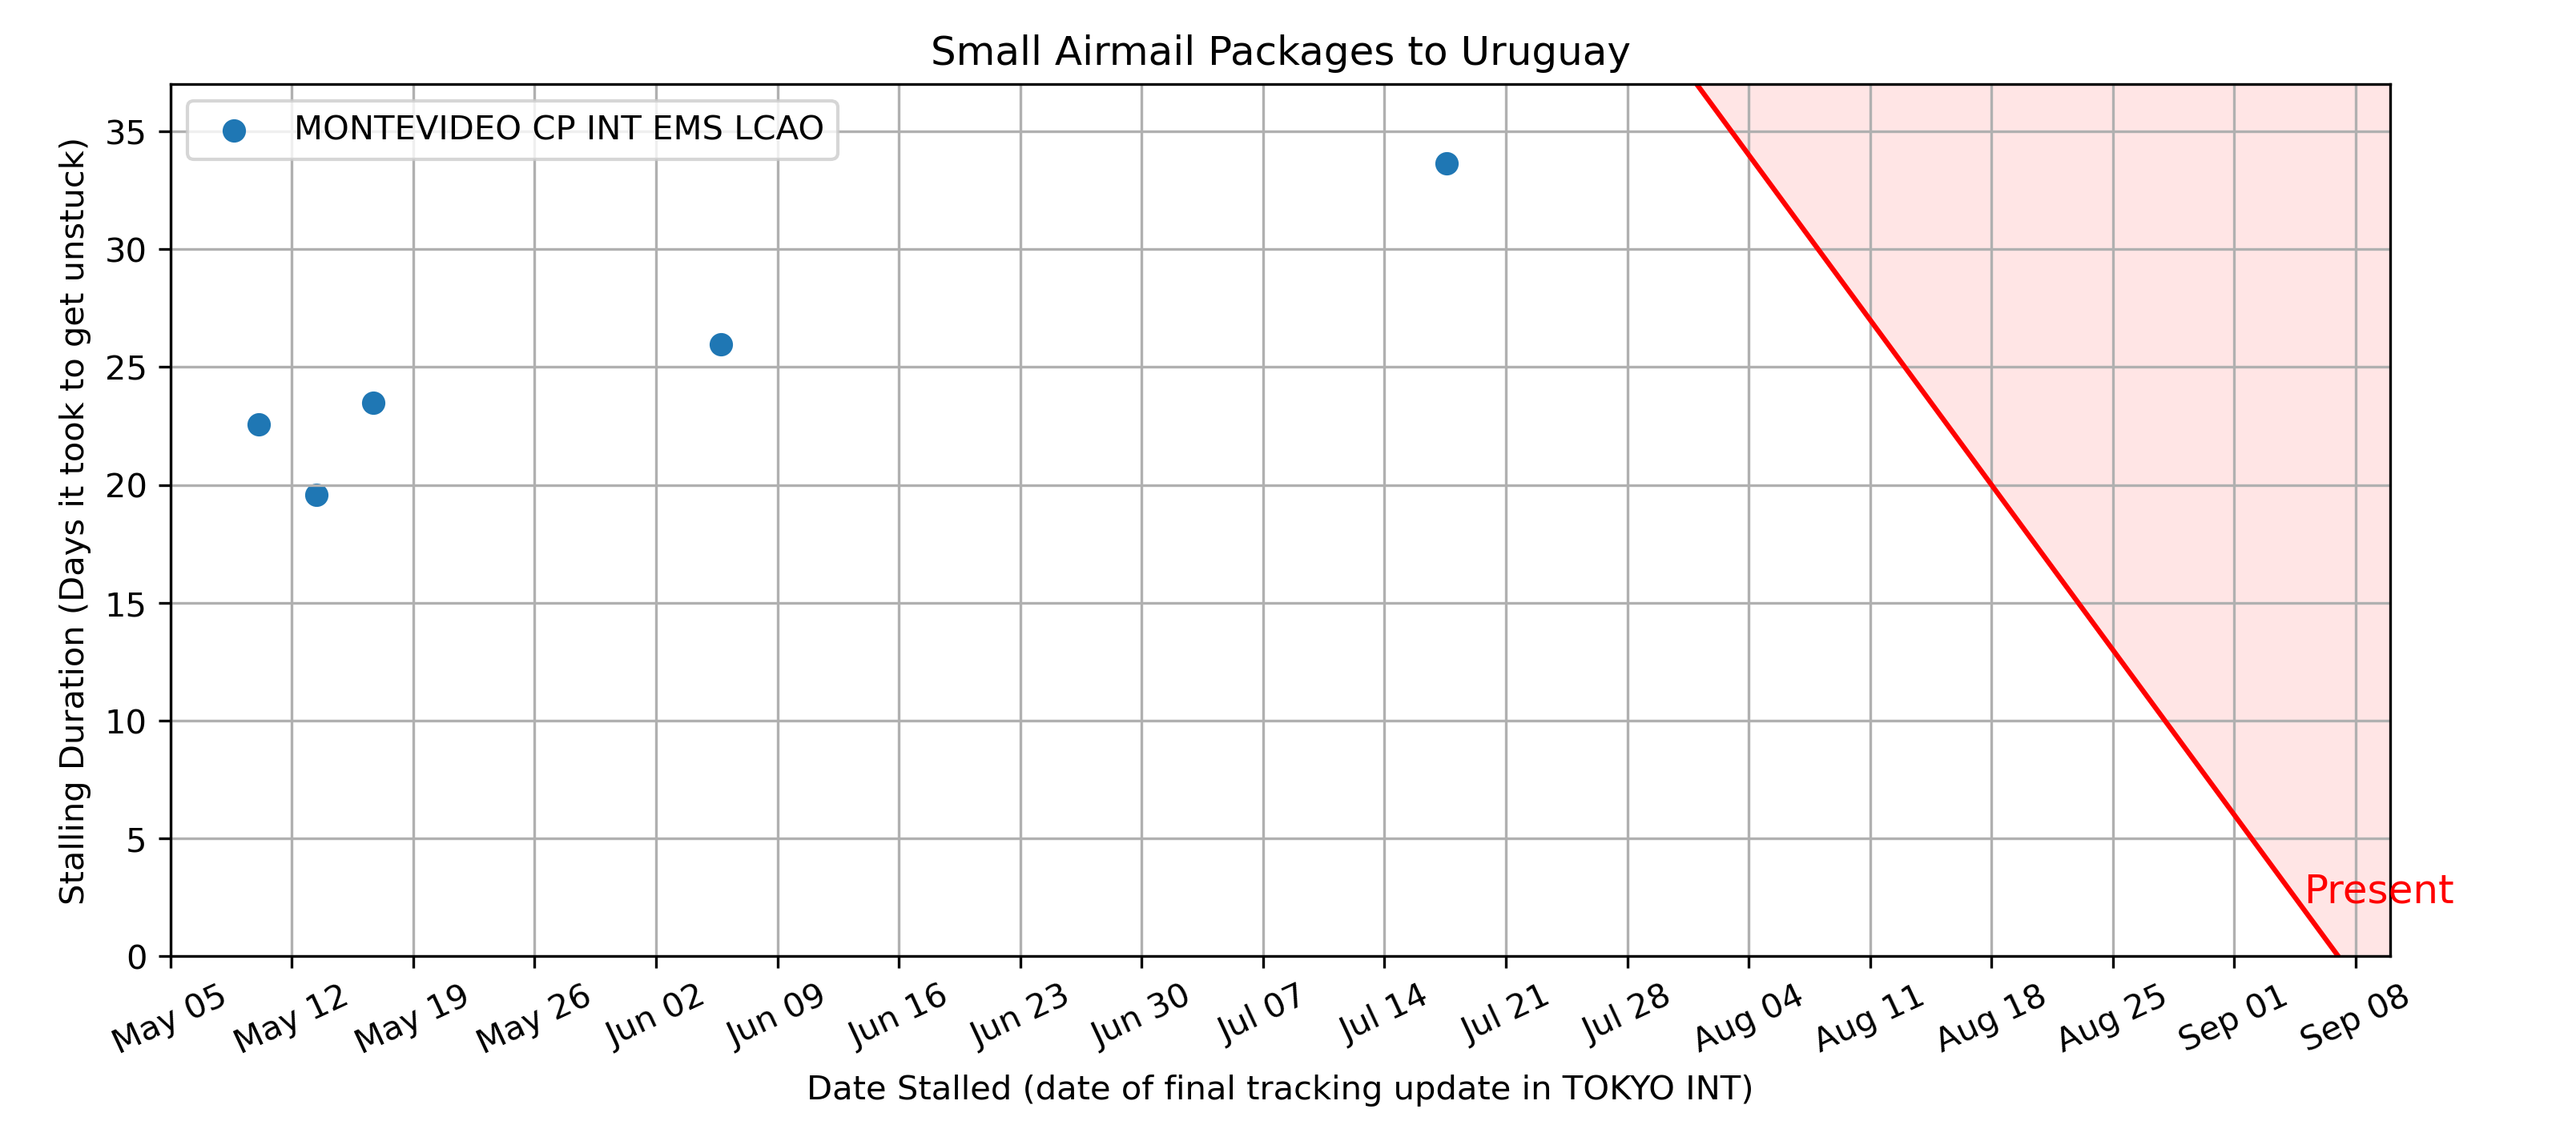 Small Airmail Packages to Uruguay
MONTEVIDEO CP INT EMS LCAO
Stalling Duration (Days it took to get unstuck)
35
30
25
20
15
10
5
0
Present
May 05
May 12
May 19
May 26
Jun 02
Jun 09
Jun 16
Jun 23
Jun 30
Jul 07
Jul 14
Jul 21
Jul 28
Aug 04
Aug 11
Aug 18
Aug 25
Sep 01
Sep 08
Date Stalled (date of final tracking update in TOKYO INT)